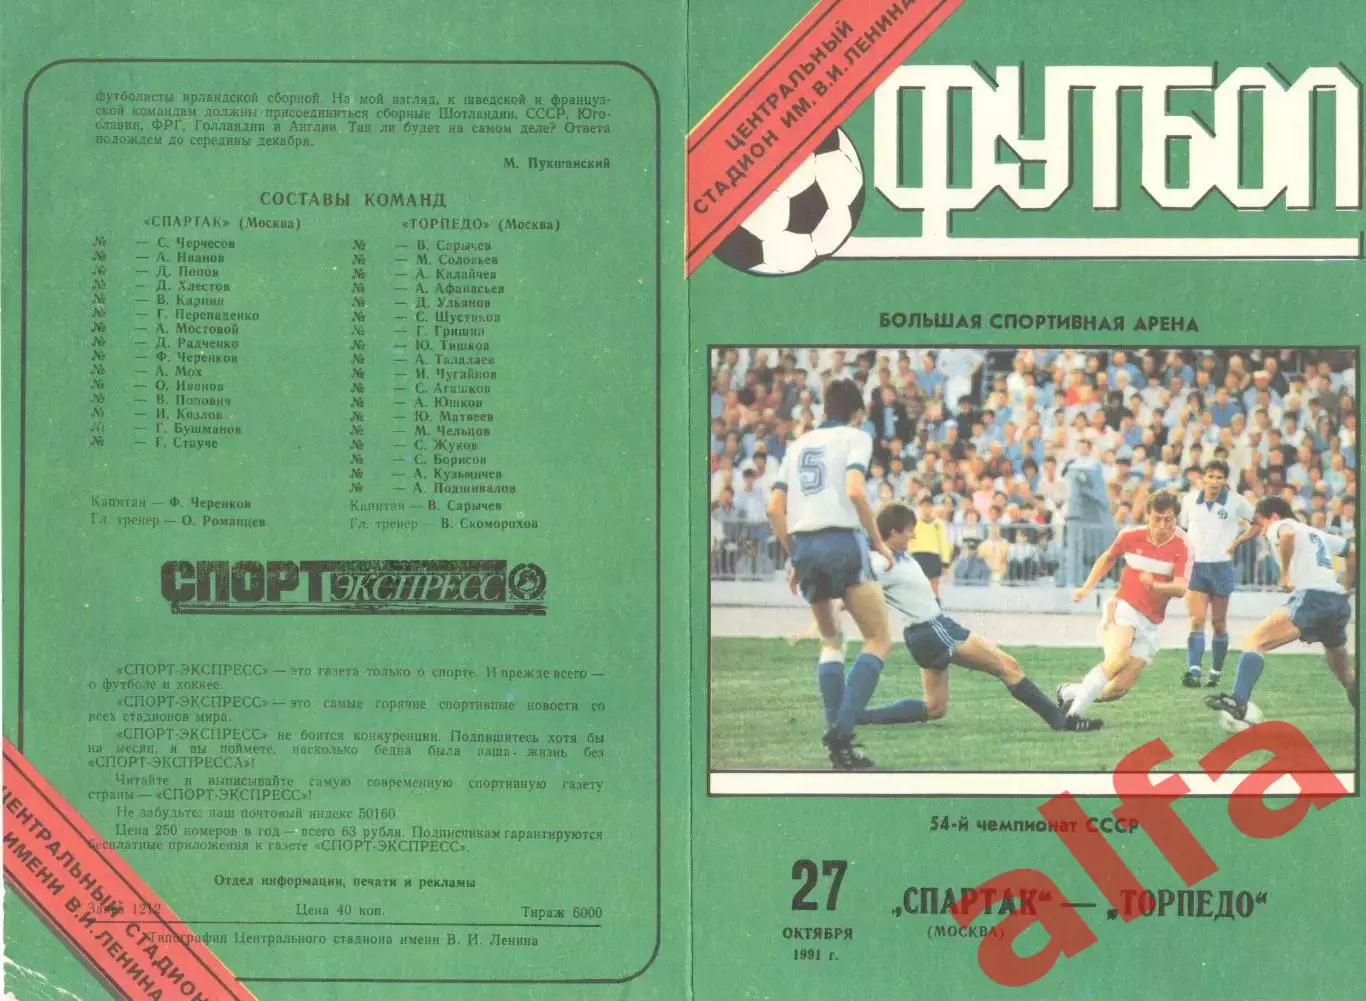 футболисты ирландской сборной. На мой взгляд, к шведской и француз-
ской командам должны присоединиться сборные Шотландии, СССР, Юго-
славии, ФРГ, Голландии и Англии. Так ли будет на самом деле? Ответа
подождем до середины декабря.
М. Пукшанский
СОСТАВЫ КОМАНД
«СПАРТАК» (Москва)
№ — С. Черчесов
№ — А. Иванов
№ — Д. Попов
№ — Д. Хлестов
№ — В. Карпин
№ — Г. Перепаденко
№ — А. Мостовой
№ — Д. Радченко
№ — Ф. Черенков
№ — А. Мох
№ — О. Иванов
№ — В. Попович
№ — И. Козлов
№ — Г. Бушманов
№ — Г. Стауче
Капитан — Ф. Черенков
Гл. тренер — О. Романцев
«ТОРПЕДО» (Москва)
№ — В. Сарычев
№ — М. Соловьев
№ — А. Калайчев
№ — А. Афанасьев
№ — Д. Ульянов
№ — С. Шустиков
№ — Г. Гришин
№ — Ю. Тишков
№ — А. Талалаев
№ — И. Чугайнов
№ — С. Агашков
№ — А. Юшков
№ — Ю. Матвеев
№ — М. Чельцов
№ — С. Жуков
№ — С. Борисов
№ — А. Кузьмичев
№ — А. Подшивалов
Капитан — В. Сарычев
Гл. тренер — В. Скоморохов
СПОРТ ЭКСПРЕСС
«СПОРТ-ЭКСПРЕСС» — это газета только о спорте. И прежде всего —
о футболе и хоккее.
«СПОРТ-ЭКСПРЕСС» — это самые горячие спортивные новости со
всех стадионов мира.
«СПОРТ-ЭКСПРЕСС» не боится конкуренции. Подпишитесь хотя бы
на месяц, и вы поймете, насколько бедна была ваша жизнь без
«СПОРТ-ЭКСПРЕССА»!
Читайте и выписывайте самую современную спортивную газету
страны — «СПОРТ-ЭКСПРЕСС»!
Не забудьте: наш почтовый индекс 50160.
Цена 250 номеров в год — всего 63 рубля. Подписчикам гарантируются
бесплатные приложения к газете «СПОРТ-ЭКСПРЕСС».
Отдел информации, печати и рекламы
Заказ 1212 Цена 40 коп. Тираж 6000
Типография Центрального стадиона имени В. И. Ленина
ЦЕНТРАЛЬНЫЙ СТАДИОН
ИМЕНИ В.И.ЛЕНИНА
ЦЕНТРАЛЬНЫЙ
СТАДИОН ИМ. В.И.ЛЕНИНА
ФУТБОЛ
БОЛЬШАЯ СПОРТИВНАЯ АРЕНА
5
Д
2
54-й чемпионат СССР
27
ОКТЯБРЯ
1991 г.
„СПАРТАК“ — „ТОРПЕДО“
(МОСКВА)
alfa